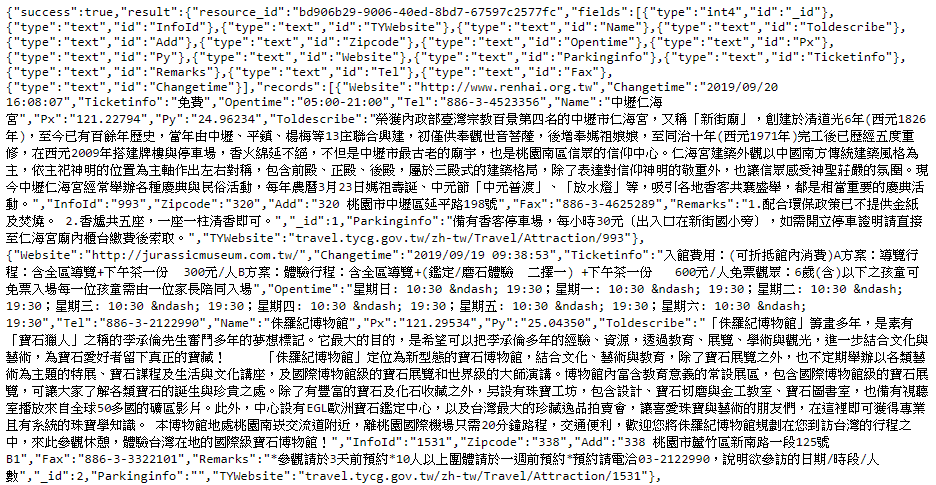 {"success":true,"result":{"resource_id":"bd906b29-9006-40ed-8bd7-67597c2577fc","fields":[{"type":"int4","id":"_id"},
{"type":"text","id":"InfoId"},{"type":"text","id":"TYWebsite"},{"type":"text","id":"Name"},{"type":"text","id":"Toldescribe"},
{"type":"text","id":"Add"},{"type":"text","id":"Zipcode"},{"type":"text","id":"Opentime"},{"type":"text","id":"Px"},
{"type":"text","id":"Py"},{"type":"text","id":"Website"},{"type":"text","id":"Parkinginfo"},{"type":"text","id":"Ticketinfo"},
{"type":"text","id":"Remarks"},{"type":"text","id":"Tel"},{"type":"text","id":"Fax"},
{"type":"text","id":"Changetime"}],"records":[{"Website":"http://www.renhai.org.tw","Changetime":"2019/09/20
16:08:07","Ticketinfo":"免費","Opentime":"05:00-21:00","Tel":"886-3-4523356","Name":"中壢仁海
宮","Px":"121.22794","Py":"24.96234","Toldescribe":"榮獲內政部臺灣宗教百景第四名的中壢市仁海宮，又稱「新街廟」，創建於清道光6年(西元1826
年)，至今已有百餘年歷史，當年由中壢、平鎮、楊梅等13庄聯合興建，初僅供奉觀世音菩薩，後增奉媽祖娘娘，至同治十年(西元1971年)完工後已歷經五度重
修，在西元2009年搭建牌樓與停車場，香火綿延不絕，不但是中壢市最古老的廟宇，也是桃園南區信眾的信仰中心。仁海宮建築外觀以中國南方傳統建築風格為
主，依主祀神明的位置為主軸作出左右對稱，包含前殿、正殿、後殿，屬於三殿式的建築格局，除了表達對信仰神明的敬重外，也讓信眾感受神聖莊嚴的氛圍。現
今中壢仁海宮經常舉辦各種慶典與民俗活動，每年農曆3月23日媽祖壽誕、中元節「中元普渡」、「放水燈」等，吸引各地香客共襄盛舉，都是相當重要的慶典活
動。","InfoId":"993","Zipcode":"320","Add":"320 桃園市中壢區延平路198號","Fax":"886-3-4625289","Remarks":"1.配合環保政策已不提供金紙
及焚燒。 2.香爐共五座，一座一柱清香即可。","_id":1,"Parkinginfo":"備有香客停車場，每小時30元〔出入口在新街國小旁〕，如需開立停車證明請直接
至仁海宮廟內櫃台繳費後索取。","TYWebsite":"travel.tycg.gov.tw/zh-tw/Travel/Attraction/993"},
{"Website":"http://jurassicmuseum.com.tw/","Changetime":"2019/09/19 09:38:53","Ticketinfo":"入館費用：(可折抵館內消費)A方案：導覽行
程：含全區導覽+下午茶一份　300元/人B方案：體驗行程：含全區導覽+(鑑定/磨石體驗　二擇一) +下午茶一份　 600元/人免票觀眾：6歲(含)以下之孩童可
免票入場每一位孩童需由一位家長陪同入場","Opentime":"星期日: 10:30 &ndash; 19:30；星期一: 10:30 &ndash; 19:30；星期二: 10:30 &ndash;
19:30；星期三: 10:30 &ndash; 19:30；星期四: 10:30 &ndash; 19:30；星期五: 10:30 &ndash; 19:30；星期六: 10:30 &ndash;
19:30","Tel":"886-3-2122990","Name":"侏羅紀博物館","Px":"121.29534","Py":"25.04350","Toldescribe":"「侏羅紀博物館」籌畫多年，是素有
「寶石獵人」之稱的李承倫先生奮鬥多年的夢想標記。它最大的目的，是希望可以把李承倫多年的經驗、資源，透過教育、展覽、學術與觀光，進一步結合文化與
藝術，為寶石愛好者留下真正的寶藏！　　「侏羅紀博物館」定位為新型態的寶石博物館，結合文化、藝術與教育，除了寶石展覽之外，也不定期舉辦以各類藝
術為主題的特展、寶石課程及生活與文化講座，及國際博物館級的寶石展覽和世界級的大師演講。博物館內富含教育意義的常設展區，包含國際博物館級的寶石展
覽，可讓大家了解各類寶石的誕生與珍貴之處。除了有豐富的寶石及化石收藏之外，另設有珠寶工坊，包含設計、寶石切磨與金工教室、寶石圖書室，也備有視聽
室播放來自全球50多國的礦區影片。此外，中心設有EGL歐洲寶石鑑定中心，以及台灣最大的珍藏逸品拍賣會，讓喜愛珠寶與藝術的朋友們，在這裡即可獲得專業
且有系統的珠寶學知識。 本博物館地處桃園南崁交流道附近，離桃園國際機場只需20分鐘路程，交通便利，歡迎您將侏羅紀博物館規劃在您到訪台灣的行程之
中，來此參觀休憩，體驗台灣在地的國際級寶石博物館！","InfoId":"1531","Zipcode":"338","Add":"338 桃園市蘆竹區新南路一段125號
B1","Fax":"886-3-3322101","Remarks":"*參觀請於3天前預約*10人以上團體請於一週前預約*預約請電洽03-2122990，說明欲參訪的日期/時段/人
數","_id":2,"Parkinginfo":"","TYWebsite":"travel.tycg.gov.tw/zh-tw/Travel/Attraction/1531"},